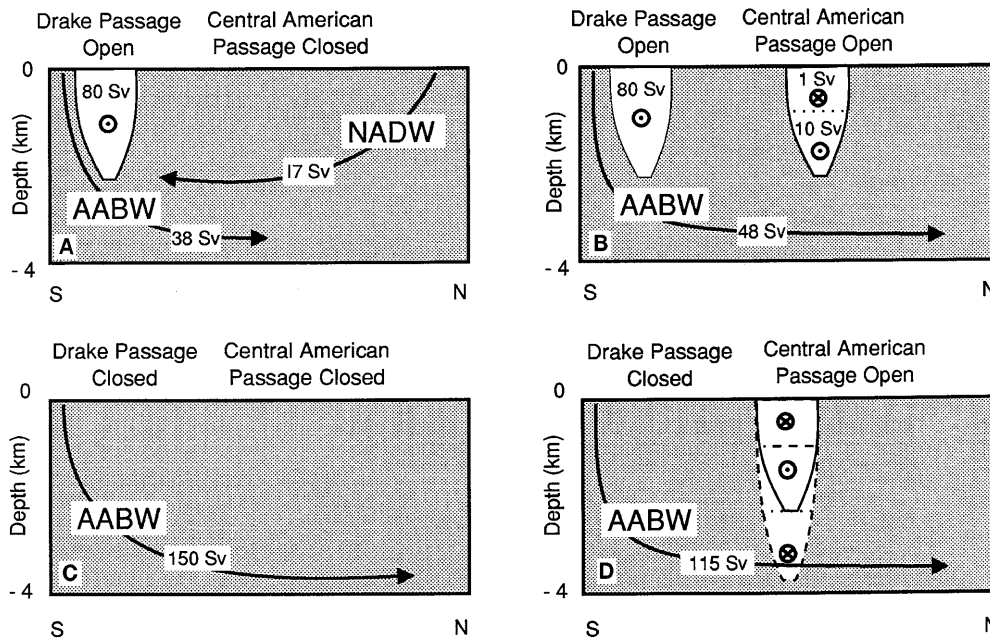 Drake Passage
Open
Central American
Passage Closed
0
80 Sv
NADW
17 Sv
AABW
38 Sv
A
Depth (km)
- 4
S
N
Drake Passage
Open
Central American
Passage Open
0
80 Sv
1 Sv
10 Sv
AABW
48 Sv
B
Depth (km)
- 4
S
N
Drake Passage
Closed
Central American
Passage Closed
0
AABW
150 Sv
C
Depth (km)
- 4
S
N
Drake Passage
Closed
Central American
Passage Open
0
AABW
115 Sv
D
Depth (km)
- 4
S
N